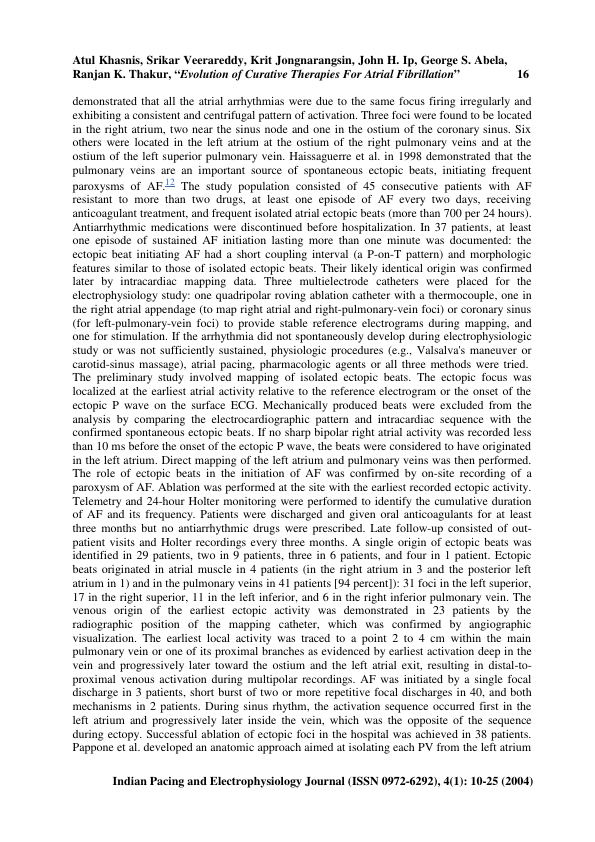 Atul Khasnis, Srikar Veerareddy, Krit Jongnarangsin, John H. Ip, George S. Abela,
Ranjan K. Thakur, “Evolution of Curative Therapies For Atrial Fibrillation” 16
demonstrated that all the atrial arrhythmias were due to the same focus firing irregularly and
exhibiting a consistent and centrifugal pattern of activation. Three foci were found to be located
in the right atrium, two near the sinus node and one in the ostium of the coronary sinus. Six
others were located in the left atrium at the ostium of the right pulmonary veins and at the
ostium of the left superior pulmonary vein. Haissaguerre et al. in 1998 demonstrated that the
pulmonary veins are an important source of spontaneous ectopic beats, initiating frequent
paroxysms of AF.12 The study population consisted of 45 consecutive patients with AF
resistant to more than two drugs, at least one episode of AF every two days, receiving
anticoagulant treatment, and frequent isolated atrial ectopic beats (more than 700 per 24 hours).
Antiarrhythmic medications were discontinued before hospitalization. In 37 patients, at least
one episode of sustained AF initiation lasting more than one minute was documented: the
ectopic beat initiating AF had a short coupling interval (a P-on-T pattern) and morphologic
features similar to those of isolated ectopic beats. Their likely identical origin was confirmed
later by intracardiac mapping data. Three multielectrode catheters were placed for the
electrophysiology study: one quadripolar roving ablation catheter with a thermocouple, one in
the right atrial appendage (to map right atrial and right-pulmonary-vein foci) or coronary sinus
(for left-pulmonary-vein foci) to provide stable reference electrograms during mapping, and
one for stimulation. If the arrhythmia did not spontaneously develop during electrophysiologic
study or was not sufficiently sustained, physiologic procedures (e.g., Valsalva's maneuver or
carotid-sinus massage), atrial pacing, pharmacologic agents or all three methods were tried.
The preliminary study involved mapping of isolated ectopic beats. The ectopic focus was
localized at the earliest atrial activity relative to the reference electrogram or the onset of the
ectopic P wave on the surface ECG. Mechanically produced beats were excluded from the
analysis by comparing the electrocardiographic pattern and intracardiac sequence with the
confirmed spontaneous ectopic beats. If no sharp bipolar right atrial activity was recorded less
than 10 ms before the onset of the ectopic P wave, the beats were considered to have originated
in the left atrium. Direct mapping of the left atrium and pulmonary veins was then performed.
The role of ectopic beats in the initiation of AF was confirmed by on-site recording of a
paroxysm of AF. Ablation was performed at the site with the earliest recorded ectopic activity.
Telemetry and 24-hour Holter monitoring were performed to identify the cumulative duration
of AF and its frequency. Patients were discharged and given oral anticoagulants for at least
three months but no antiarrhythmic drugs were prescribed. Late follow-up consisted of out-
patient visits and Holter recordings every three months. A single origin of ectopic beats was
identified in 29 patients, two in 9 patients, three in 6 patients, and four in 1 patient. Ectopic
beats originated in atrial muscle in 4 patients (in the right atrium in 3 and the posterior left
atrium in 1) and in the pulmonary veins in 41 patients [94 percent]): 31 foci in the left superior,
17 in the right superior, 11 in the left inferior, and 6 in the right inferior pulmonary vein. The
venous origin of the earliest ectopic activity was demonstrated in 23 patients by the
radiographic position of the mapping catheter, which was confirmed by angiographic
visualization. The earliest local activity was traced to a point 2 to 4 cm within the main
pulmonary vein or one of its proximal branches as evidenced by earliest activation deep in the
vein and progressively later toward the ostium and the left atrial exit, resulting in distal-to-
proximal venous activation during multipolar recordings. AF was initiated by a single focal
discharge in 3 patients, short burst of two or more repetitive focal discharges in 40, and both
mechanisms in 2 patients. During sinus rhythm, the activation sequence occurred first in the
left atrium and progressively later inside the vein, which was the opposite of the sequence
during ectopy. Successful ablation of ectopic foci in the hospital was achieved in 38 patients.
Pappone et al. developed an anatomic approach aimed at isolating each PV from the left atrium
Indian Pacing and Electrophysiology Journal (ISSN 0972-6292), 4(1): 10-25 (2004)